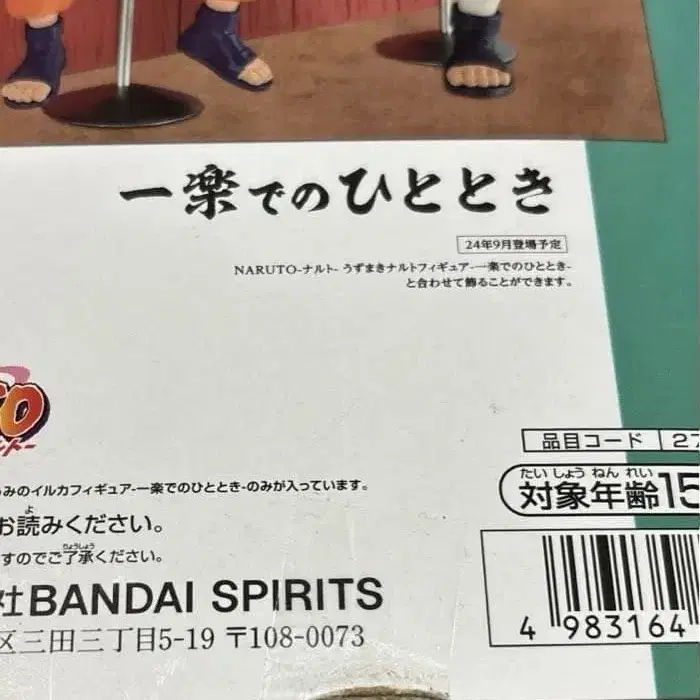 一楽でのひととき
24年9月登場予定
NARUTO-ナルト- うずまきナルトフィギュア-一楽でのひととき-
と合わせて飾ることができます。
品目コード 27
みのイルカフィギュア-一楽でのひととき-のみが入っています。
たいしょうねんれい
対象年齢15
よ
お読みください。
りょうしょう
すのでご了承ください。
社BANDAI SPIRITS
区三田三丁目5-19 〒108-0073
4 983164